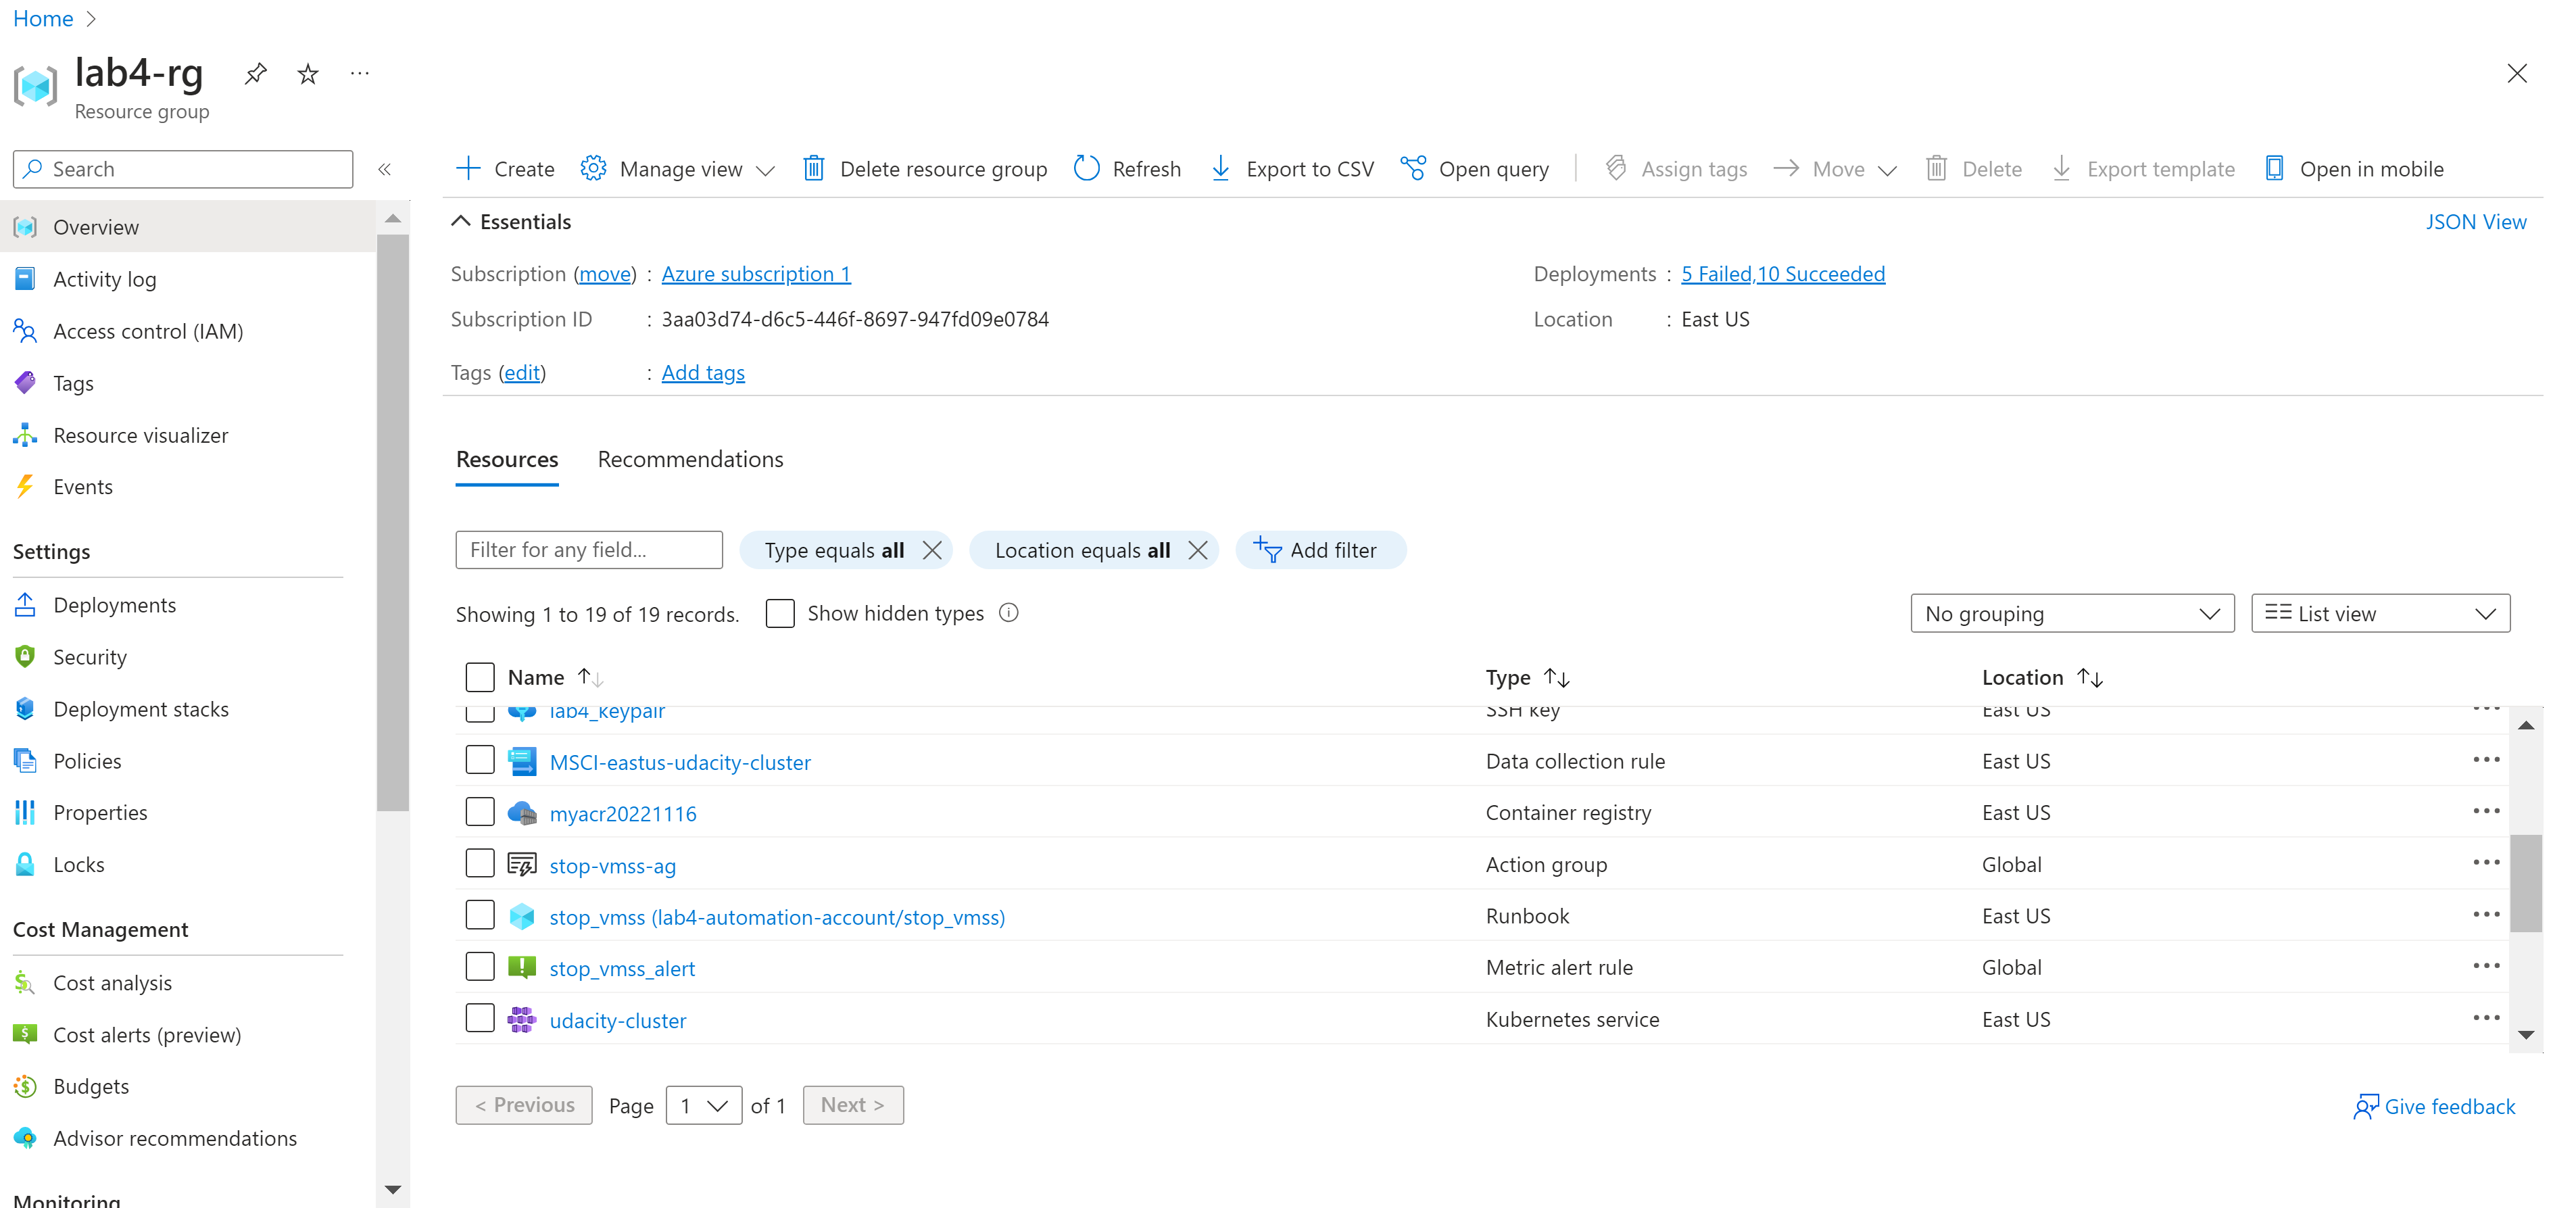 Home
lab4-rg
Resource group
Search
Create
Manage view
Delete resource group
Refresh
Export to CSV
Open query
Assign tags
Move
Delete
Export template
Open in mobile
Overview
Activity log
Access control (IAM)
Tags
Resource visualizer
Events
Settings
Deployments
Security
Deployment stacks
Policies
Properties
Locks
Cost Management
Cost analysis
Cost alerts (preview)
Budgets
Advisor recommendations
Monitoring
Essentials
JSON View
Subscription (move) : Azure subscription 1
Deployments : 5 Failed,10 Succeeded
Subscription ID : 3aa03d74-d6c5-446f-8697-947fd09e0784
Location : East US
Tags (edit) : Add tags
Resources Recommendations
Filter for any field...
Type equals all
Location equals all
Add filter
Showing 1 to 19 of 19 records.
Show hidden types
No grouping
List view
Name Type Location
lab4_keypair SSH key East US
MSCI-eastus-udacity-cluster Data collection rule East US
myacr20221116 Container registry East US
stop-vmss-ag Action group Global
stop_vmss (lab4-automation-account/stop_vmss) Runbook East US
stop_vmss_alert Metric alert rule Global
udacity-cluster Kubernetes service East US
< Previous Page 1 of 1 Next >
Give feedback